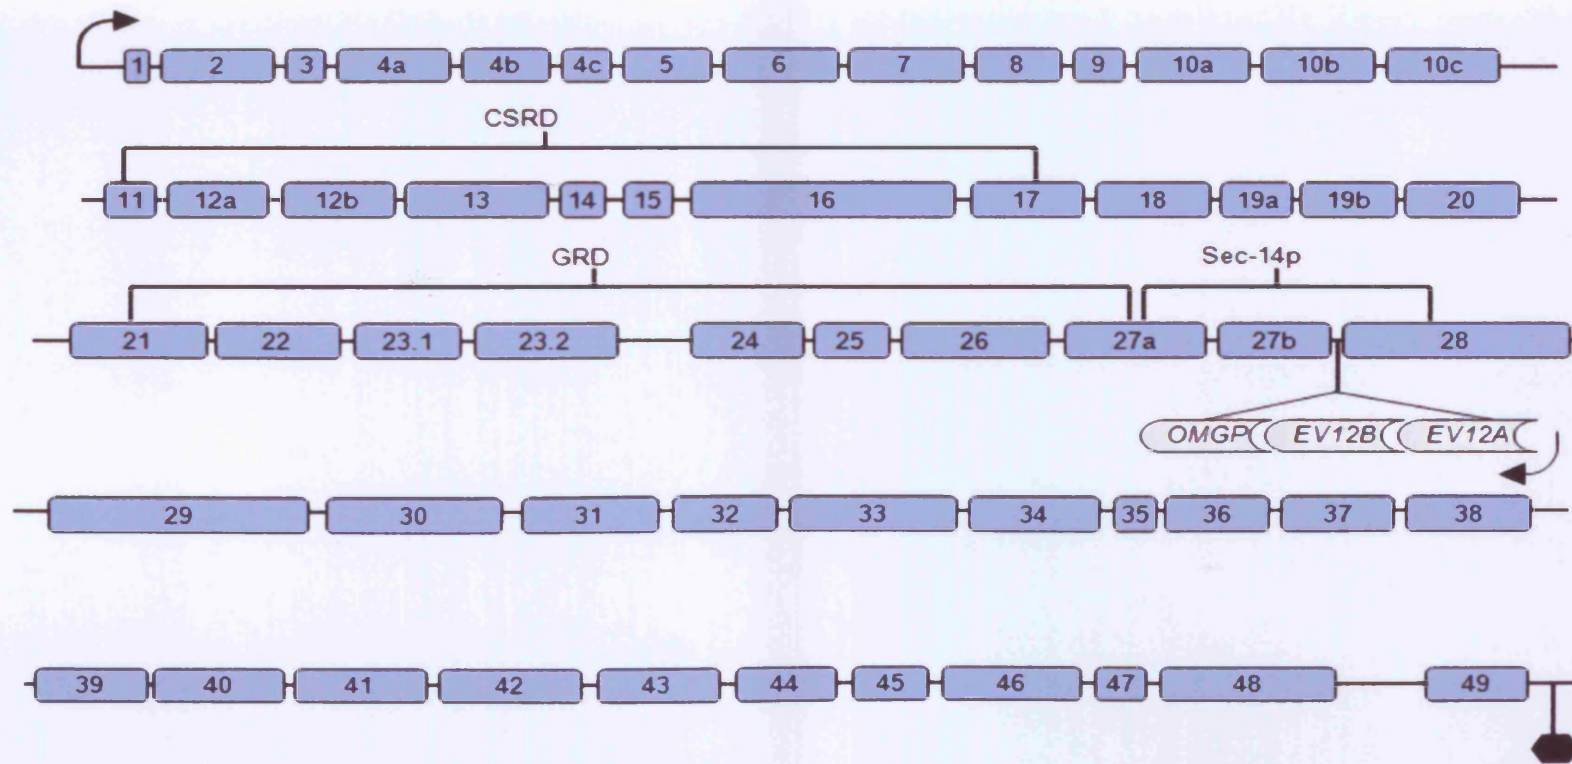 1 2 3 4a 4b 4c 5 6 7 8 9 10a 10b 10c
CSRD
11 12a 12b 13 14 15 16 17 18 19a 19b 20
GRD Sec-14p
21 22 23.1 23.2 24 25 26 27a 27b 28
OMGP EV12B EV12A
29 30 31 32 33 34 35 36 37 38
39 40 41 42 43 44 45 46 47 48 49